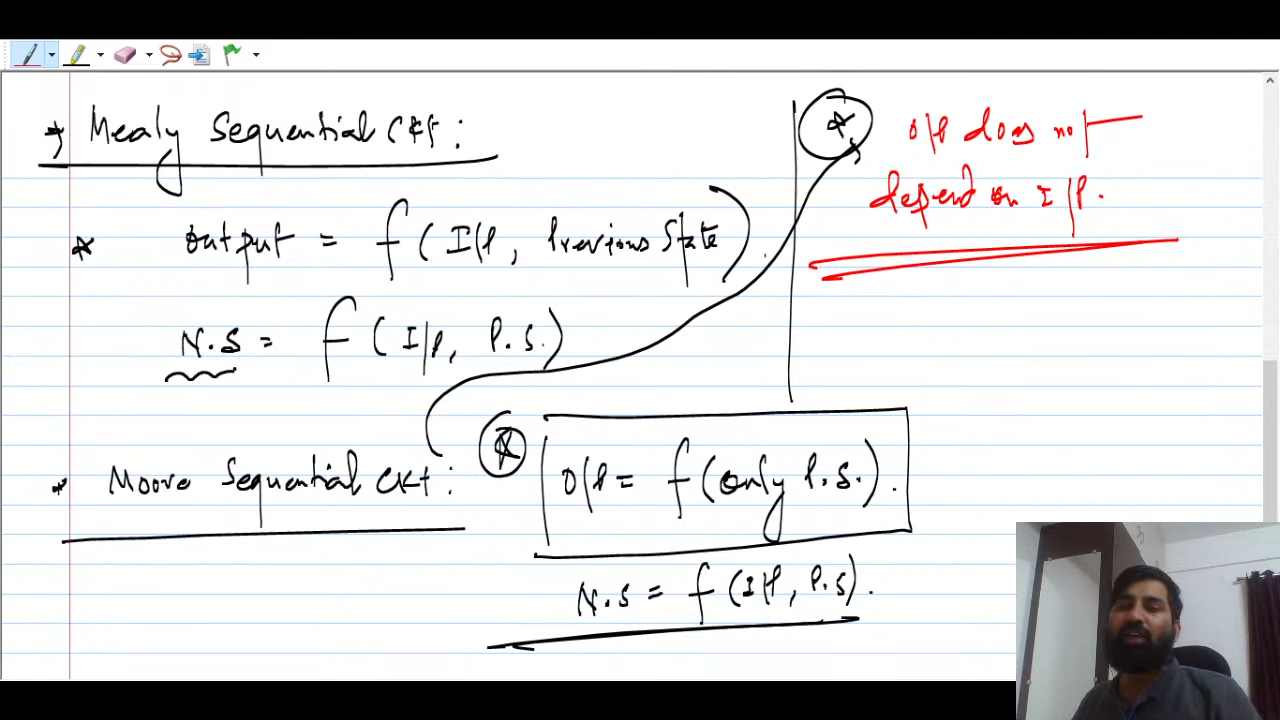 → Mealy Sequential Ckt :
* output = f ( I/P , Previous State ) .
N.S = f ( I/P, P.S. )
* Moore Sequential Ckt :
* O/P = f ( only P.S. ) .
N.S = f ( I/P , P.S ) .
* O/P does not
depend on I/P.